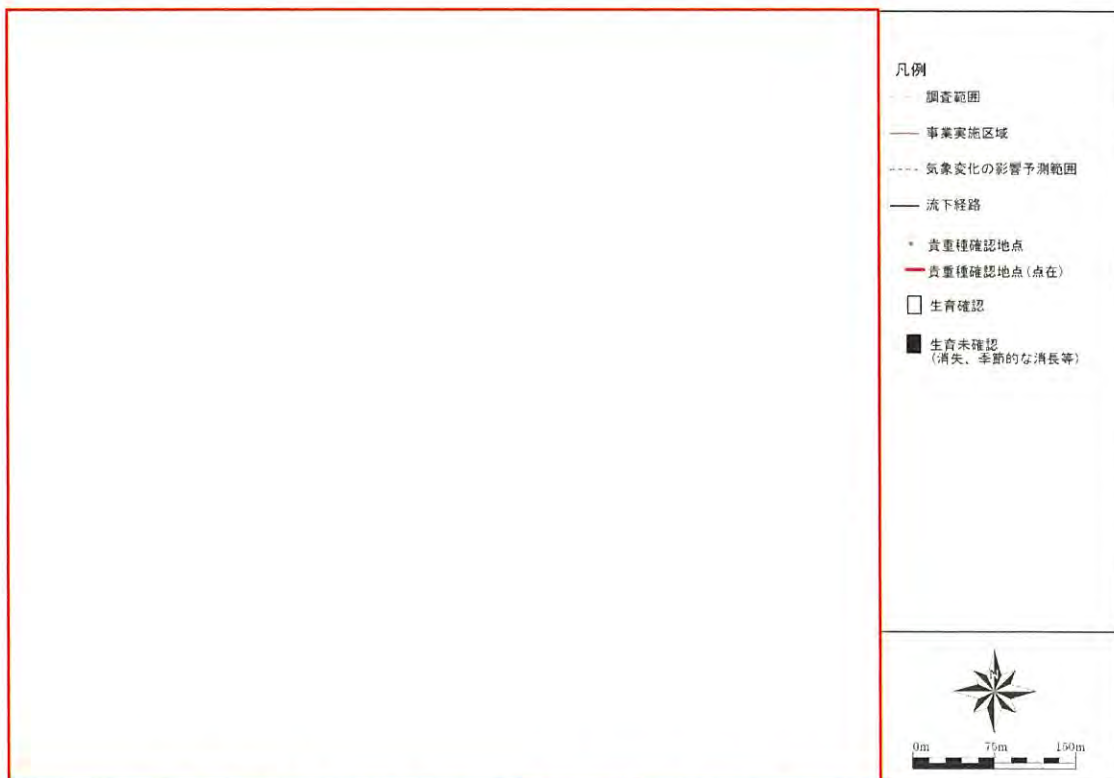 凡例
調査範囲
事業実施区域
気象変化の影響予測範囲
流下経路
貴重種確認地点
貴重種確認地点(点在)
生育確認
生育未確認
(消失、季節的な消長等)
N
0m 75m 150m